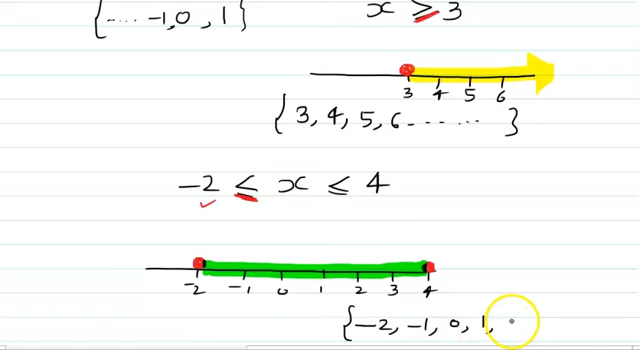 { ..... -1, 0 , 1 }
x ≥ 3
3 4 5 6
{ 3, 4, 5, 6 ........ }
-2 ≤ x ≤ 4
-2 -1 0 1 2 3 4
{ -2, -1, 0, 1,